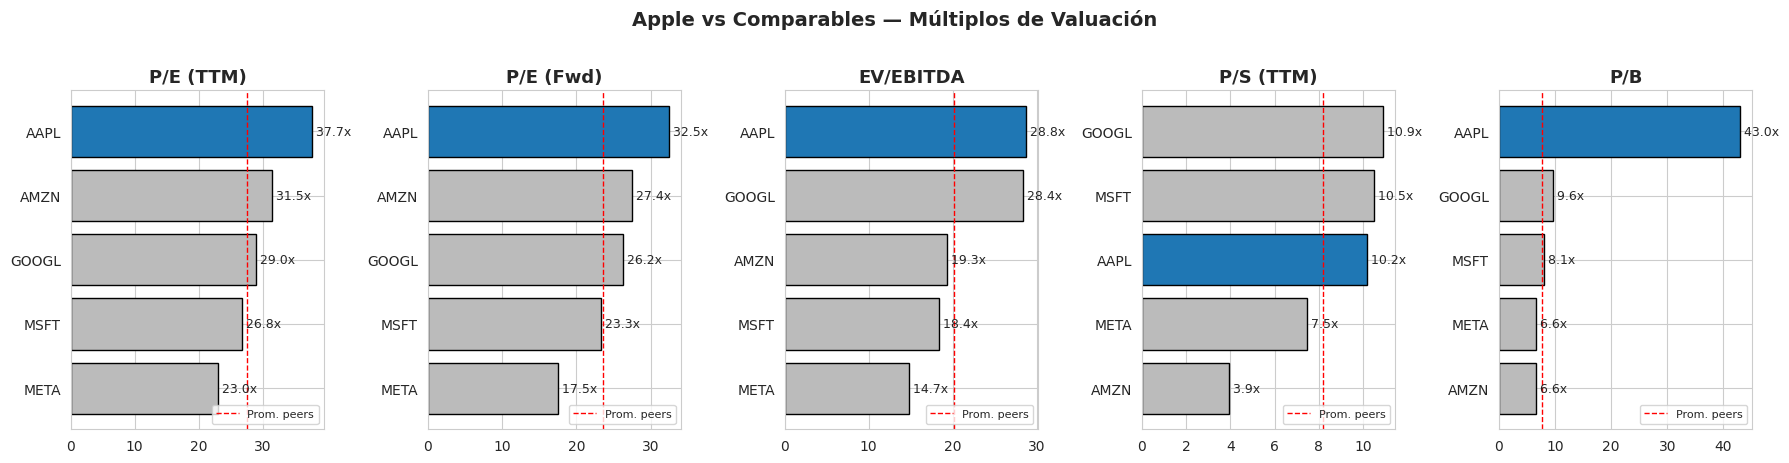 Apple vs Comparables — Múltiplos de Valuación
P/E (TTM)
AAPL
37.7x
AMZN
31.5x
GOOGL
29.0x
MSFT
26.8x
META
23.0x
Prom. peers
0 10 20 30
P/E (Fwd)
AAPL
32.5x
AMZN
27.4x
GOOGL
26.2x
MSFT
23.3x
META
17.5x
Prom. peers
0 10 20 30
EV/EBITDA
AAPL
28.8x
GOOGL
28.4x
AMZN
19.3x
MSFT
18.4x
META
14.7x
Prom. peers
0 10 20 30
P/S (TTM)
GOOGL
10.9x
MSFT
10.5x
AAPL
10.2x
META
7.5x
AMZN
3.9x
Prom. peers
0 2 4 6 8 10
P/B
AAPL
43.0x
GOOGL
9.6x
MSFT
8.1x
META
6.6x
AMZN
6.6x
Prom. peers
0 10 20 30 40